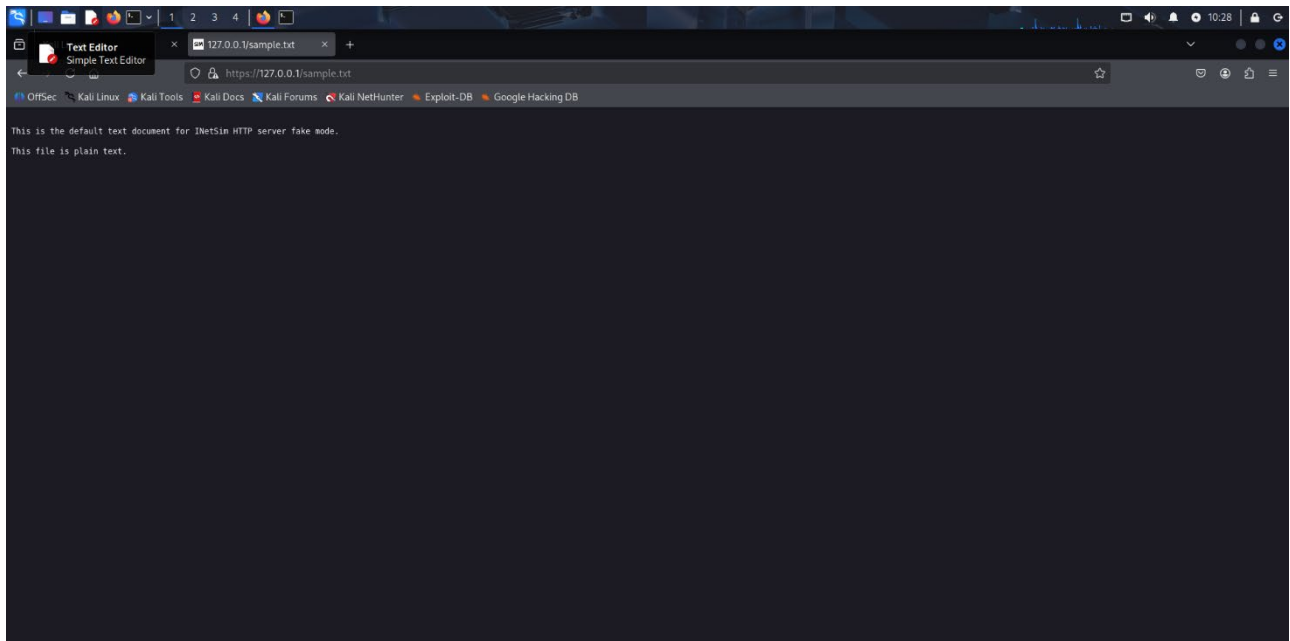 1 2 3 4 10:28
Text Editor
Simple Text Editor
127.0.0.1/sample.txt
https://127.0.0.1/sample.txt
OffSec Kali Linux Kali Tools Kali Docs Kali Forums Kali NetHunter Exploit-DB Google Hacking DB
This is the default text document for INetSim HTTP server fake mode.
This file is plain text.